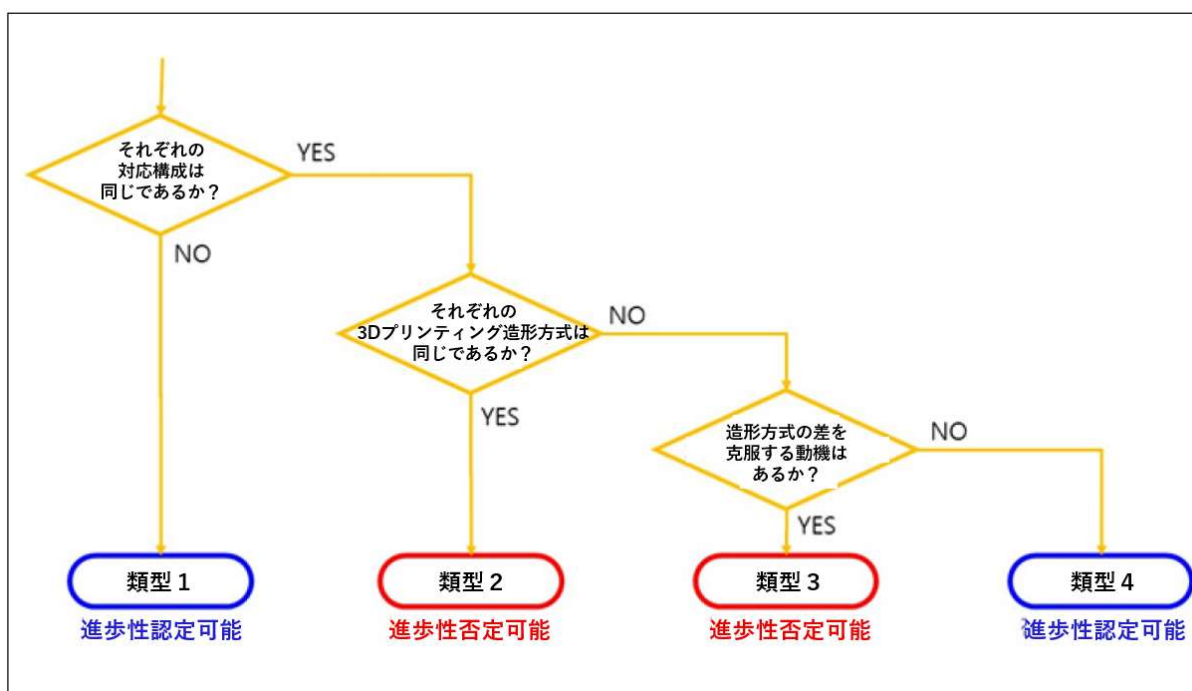 それぞれの
対応構成は
同じであるか？
YES
NO
それぞれの
3Dプリンティング造形方式は
同じであるか？
NO
YES
造形方式の差を
克服する動機は
あるか？
NO
YES
類型１
類型２
類型３
類型４
進歩性認定可能
進歩性否定可能
進歩性否定可能
進歩性認定可能